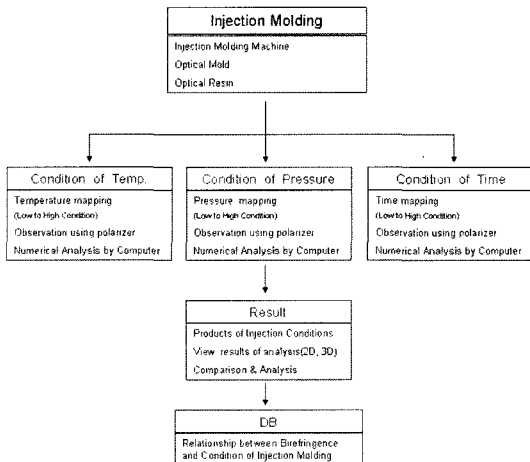 Injection Molding
Injection Molding Machine
Optical Mold
Optical Resin
Condition of Temp.
Temperature mapping
(Low to High Condition)
Observation using polarizer
Numerical Analysis by Computer
Condition of Pressure
Pressure mapping
(Low to High Condition)
Observation using polarizer
Numerical Analysis by Computer
Condition of Time
Time mapping
(Low to High Condition)
Observation using polarizer
Numerical Analysis by Computer
Result
Products of Injection Conditions
View results of analysis(2D, 3D)
Comparison & Analysis
DB
Relationship between Birefringence
and Condition of Injection Molding